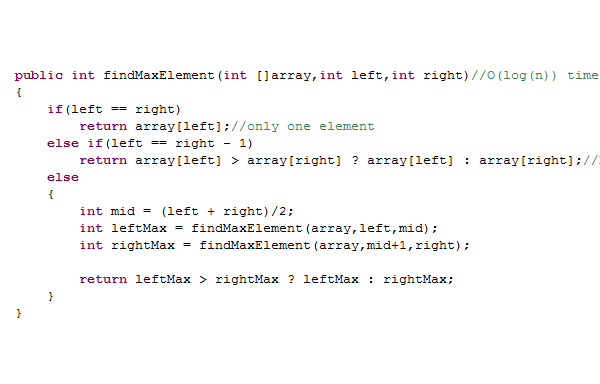 public int findMaxElement(int []array,int left,int right)//O(log(n)) time
{
if(left == right)
return array[left];//only one element
else if(left == right - 1)
return array[left] > array[right] ? array[left] : array[right];//
else
{
int mid = (left + right)/2;
int leftMax = findMaxElement(array,left,mid);
int rightMax = findMaxElement(array,mid+1,right);
return leftMax > rightMax ? leftMax : rightMax;
}
}